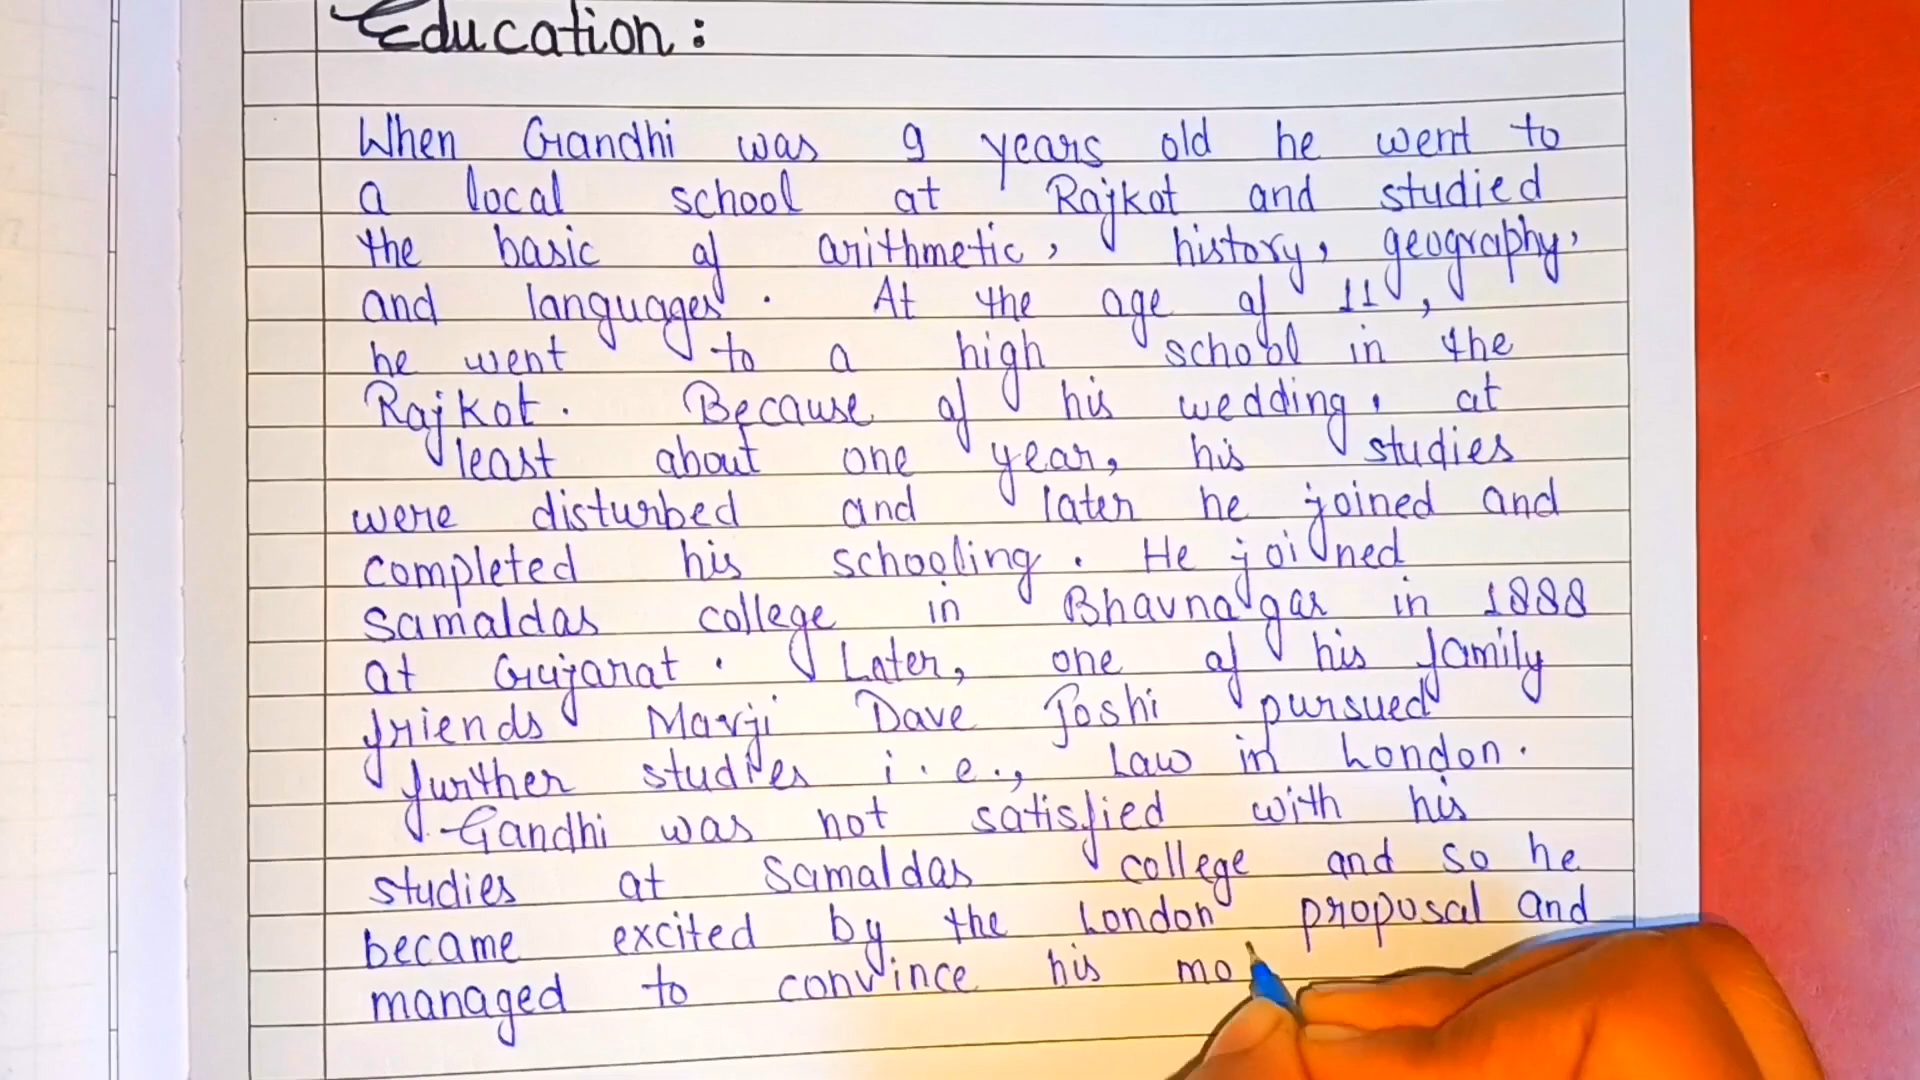 Education:
When Gandhi was 9 years old he went to
a local school at Rajkot and studied
the basic of arithmetic, history, geography,
and languages. At the age of 11,
he went to a high school in the
Rajkot. Because of his wedding, at
least about one year, his studies
were disturbed and later he joined and
completed his schooling. He joined
Samaldas college in Bhavnagar in 1888
at Gujarat. Later, one of his family
friends Mavji Dave Joshi pursued
further studies i.e., Law in London.
Gandhi was not satisfied with his
studies at Samaldas college and so he
became excited by the London proposal and
managed to convince his mo